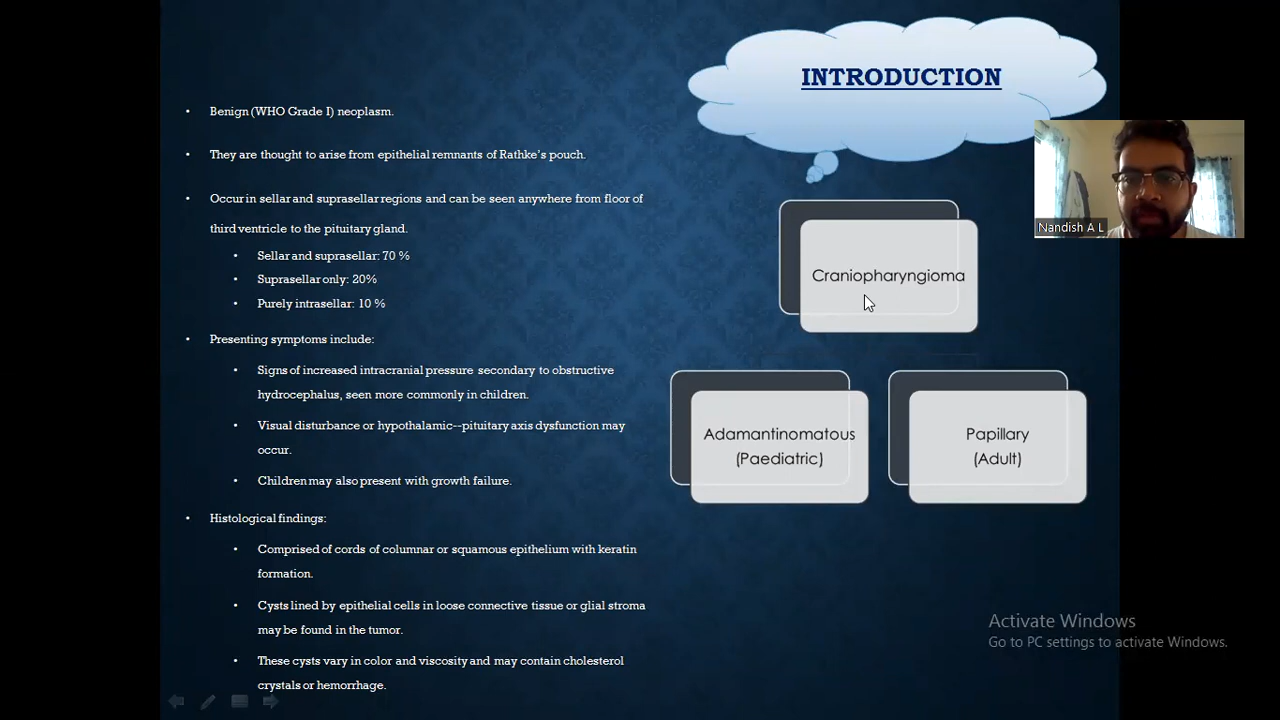 INTRODUCTION
Benign (WHO Grade I) neoplasm.
They are thought to arise from epithelial remnants of Rathke's pouch.
Occur in sellar and suprasellar regions and can be seen anywhere from floor of
third ventricle to the pituitary gland.
Sellar and suprasellar: 70 %
Suprasellar only: 20%
Purely intrasellar: 10 %
Presenting symptoms include:
Signs of increased intracranial pressure secondary to obstructive
hydrocephalus, seen more commonly in children.
Visual disturbance or hypothalamic--pituitary axis dysfunction may
occur.
Children may also present with growth failure.
Histological findings:
Comprised of cords of columnar or squamous epithelium with keratin
formation.
Cysts lined by epithelial cells in loose connective tissue or glial stroma
may be found in the tumor.
These cysts vary in color and viscosity and may contain cholesterol
crystals or hemorrhage.
Craniopharyngioma
Adamantinomatous
(Paediatric)
Papillary
(Adult)
Nandish A L
Activate Windows
Go to PC settings to activate Windows.